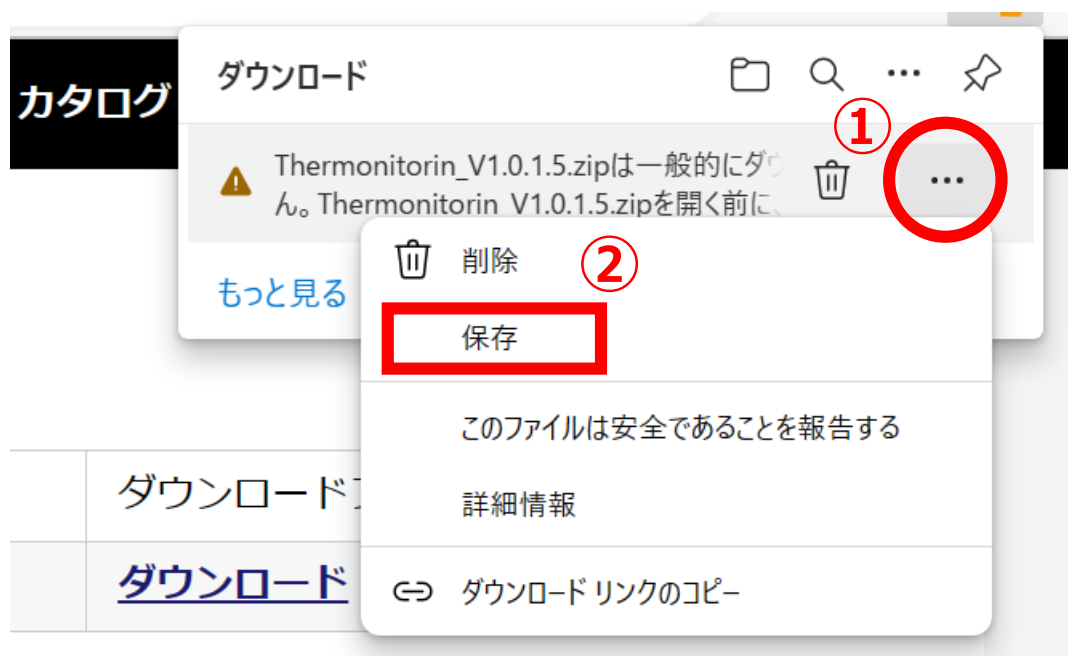 ダウンロード
カタログ
①
Thermonitorin_V1.0.1.5.zipは一般的にダウ
ん。Thermonitorin_V1.0.1.5.zipを開く前に、
もっと見る
削除
②
保存
このファイルは安全であることを報告する
詳細情報
ダウンロード リンクのコピー
ダウンロード
ダウンロード